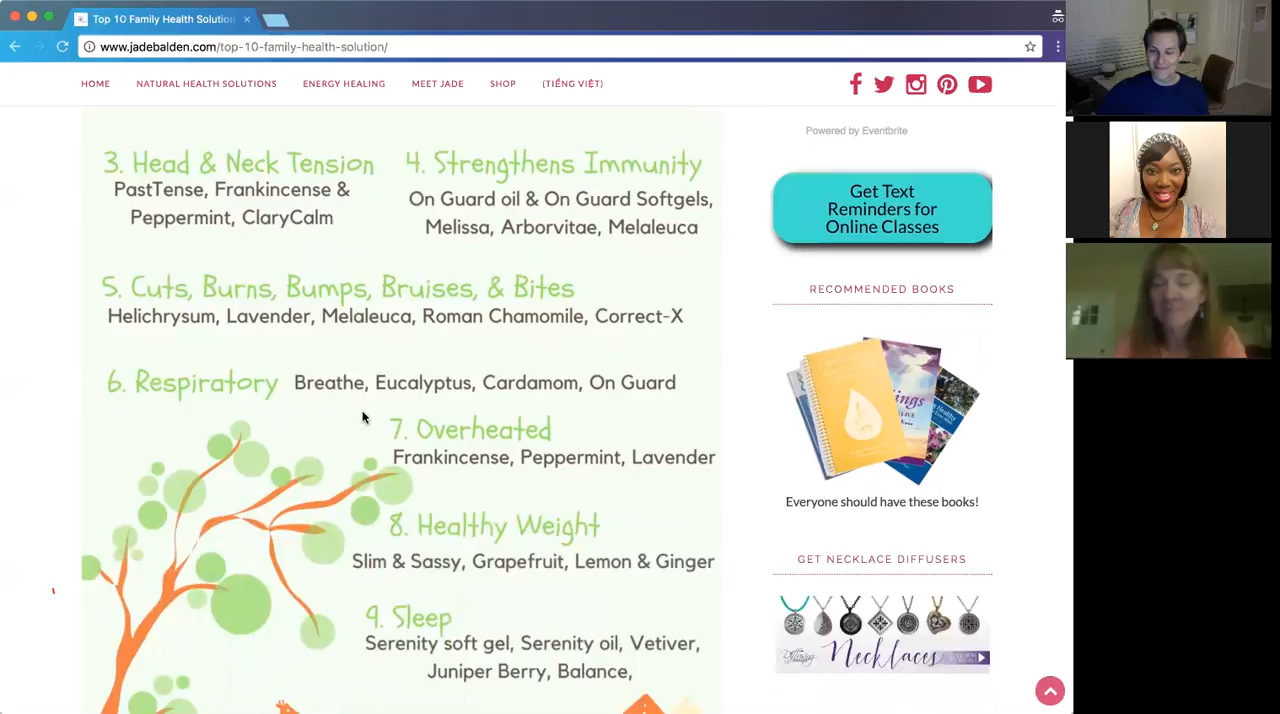 Top 10 Family Health Solution
www.jadebalden.com/top-10-family-health-solution/
HOME NATURAL HEALTH SOLUTIONS ENERGY HEALING MEET JADE SHOP (TIẾNG VIỆT)
3. Head & Neck Tension
PastTense, Frankincense &
Peppermint, ClaryCalm
4. Strengthens Immunity
On Guard oil & On Guard Softgels,
Melissa, Arborvitae, Melaleuca
5. Cuts, Burns, Bumps, Bruises, & Bites
Helichrysum, Lavender, Melaleuca, Roman Chamomile, Correct-X
6. Respiratory Breathe, Eucalyptus, Cardamom, On Guard
7. Overheated
Frankincense, Peppermint, Lavender
8. Healthy Weight
Slim & Sassy, Grapefruit, Lemon & Ginger
9. Sleep
Serenity soft gel, Serenity oil, Vetiver,
Juniper Berry, Balance,
Powered by Eventbrite
Get Text
Reminders for
Online Classes
RECOMMENDED BOOKS
Everyone should have these books!
GET NECKLACE DIFFUSERS
Necklaces